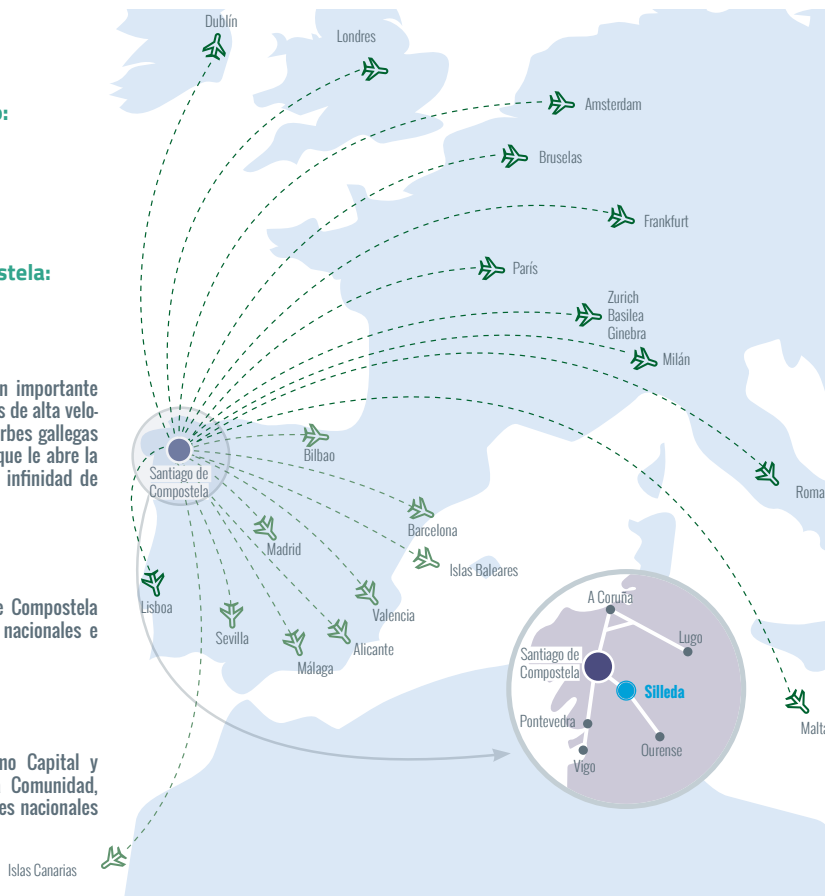 Dublín
Londres
o:
Amsterdam
Bruselas
Frankfurt
stela:
París
Zurich
Basilea
Ginebra
Milán
n importante
s de alta velo-
rbes gallegas
que le abre la
infinidad de
Bilbao
Santiago de
Compostela
Roma
Barcelona
Madrid
Islas Baleares
e Compostela
nacionales e
Lisboa
Valencia
Sevilla
Alicante
Málaga
A Coruña
Lugo
Santiago de
Compostela
Silleda
Pontevedra
Ourense
Vigo
Malta
mo Capital y
Comunidad,
es nacionales
Islas Canarias